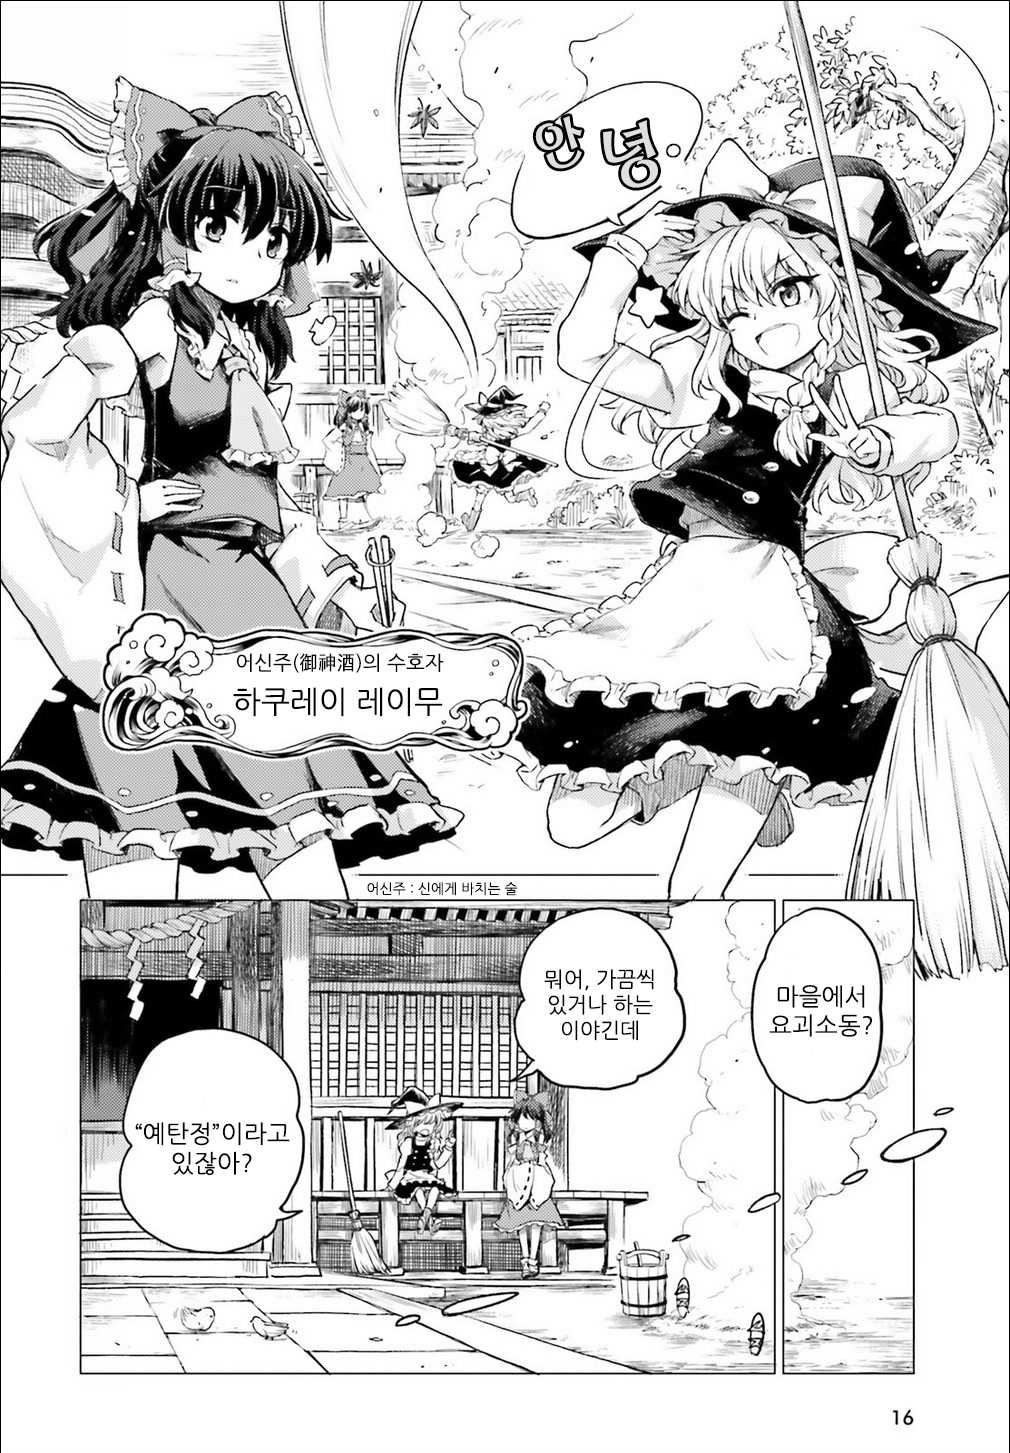 안녕
어신주(御神酒)의 수호자
하쿠레이 레이무
어신주 : 신에게 바치는 술
마을에서
요괴소동?
뭐어, 가끔씩
있거나 하는
이야긴데
“예탄정”이라고
있잖아?
16